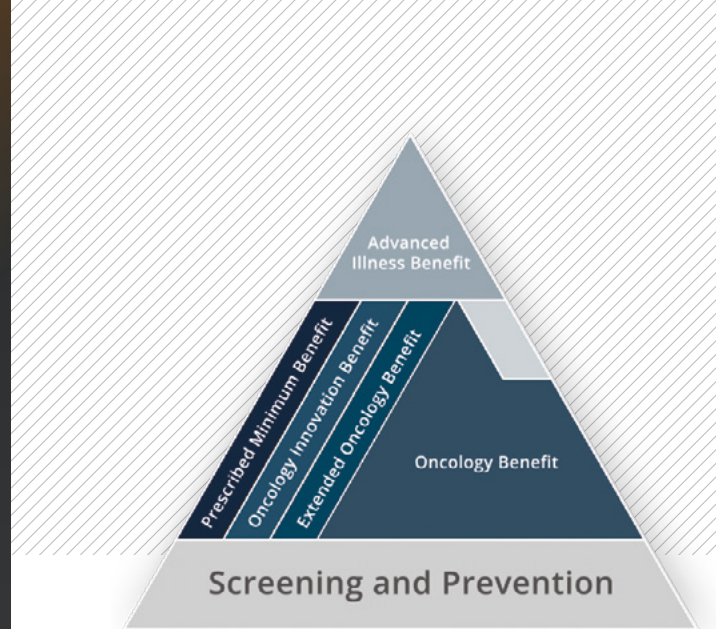 Advanced
Illness Benefit
Prescribed Minimum Benefit
Oncology Innovation Benefit
Extended Oncology Benefit
Oncology Benefit
Screening and Prevention